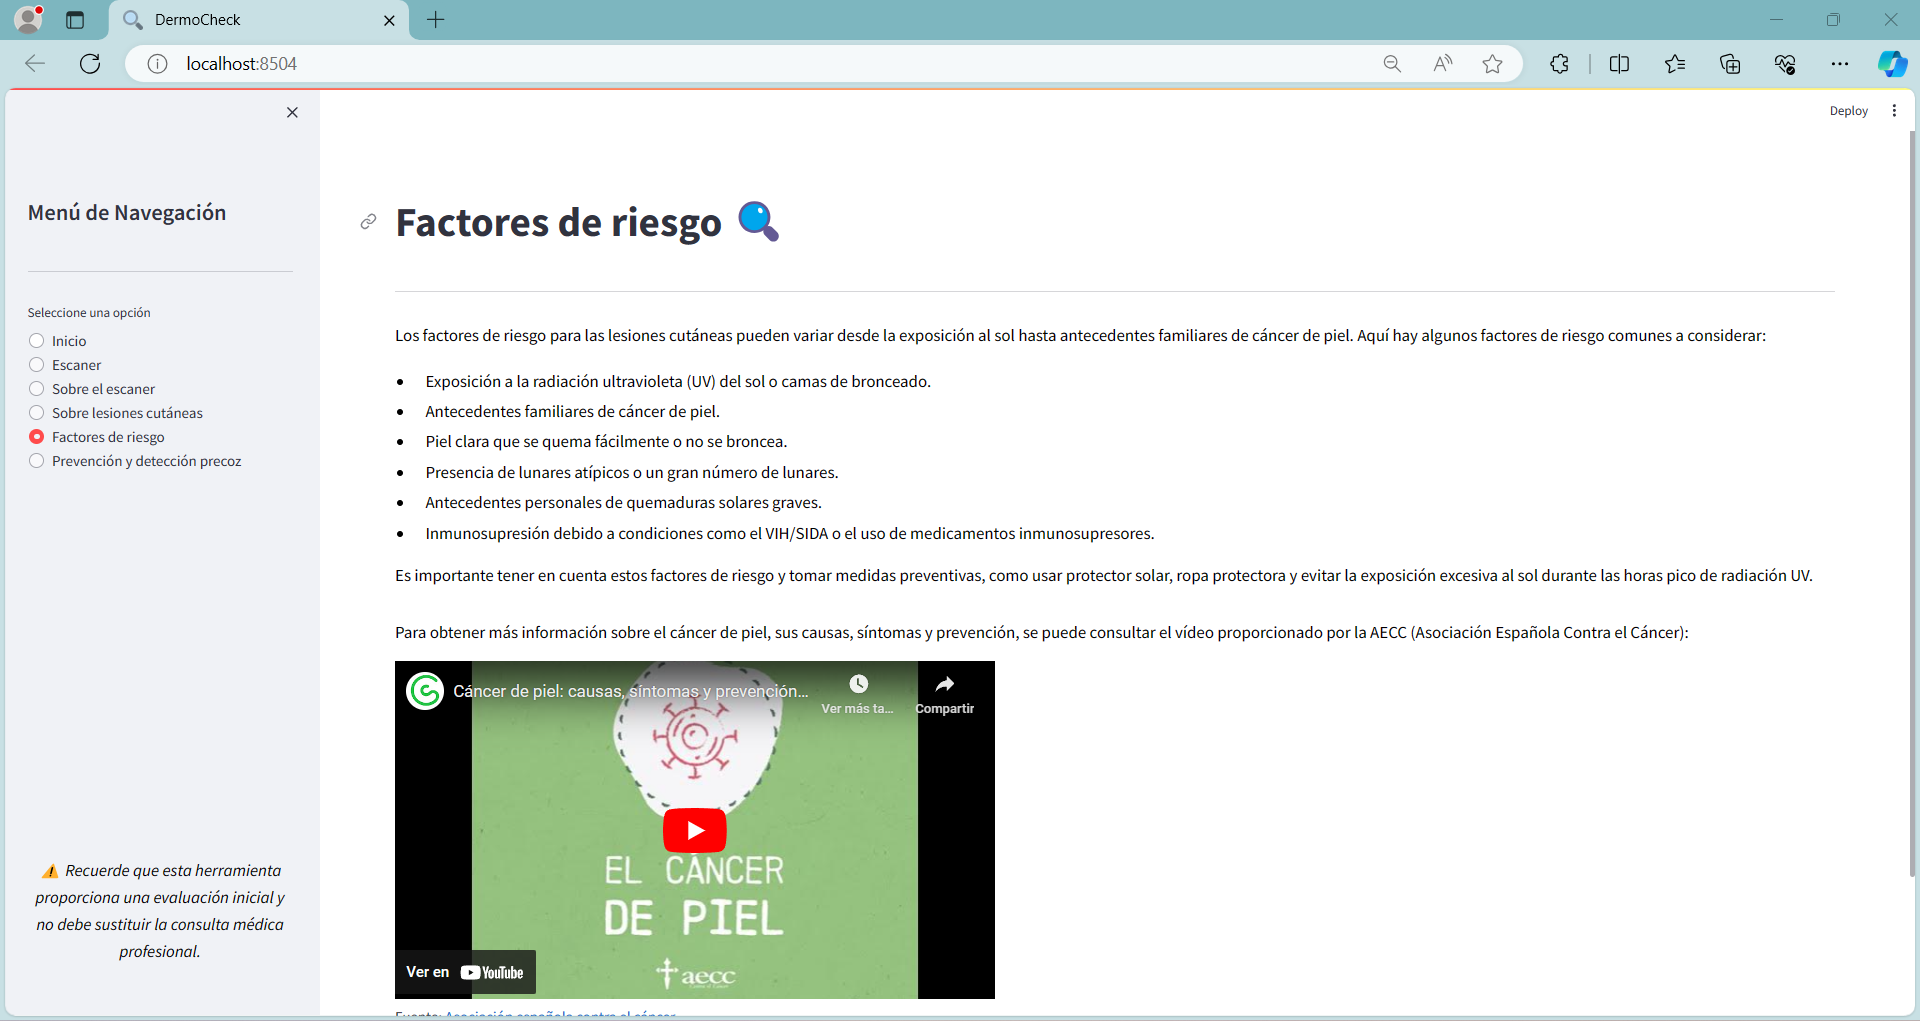 DermoCheck
localhost:8504
Deploy
Menú de Navegación
Seleccione una opción
Inicio
Escaner
Sobre el escaner
Sobre lesiones cutáneas
Factores de riesgo
Prevención y detección precoz
⚠️ Recuerde que esta herramienta
proporciona una evaluación inicial y
no debe sustituir la consulta médica
profesional.
Factores de riesgo
Los factores de riesgo para las lesiones cutáneas pueden variar desde la exposición al sol hasta antecedentes familiares de cáncer de piel. Aquí hay algunos factores de riesgo comunes a considerar:
• Exposición a la radiación ultravioleta (UV) del sol o camas de bronceado.
• Antecedentes familiares de cáncer de piel.
• Piel clara que se quema fácilmente o no se broncea.
• Presencia de lunares atípicos o un gran número de lunares.
• Antecedentes personales de quemaduras solares graves.
• Inmunosupresión debido a condiciones como el VIH/SIDA o el uso de medicamentos inmunosupresores.
Es importante tener en cuenta estos factores de riesgo y tomar medidas preventivas, como usar protector solar, ropa protectora y evitar la exposición excesiva al sol durante las horas pico de radiación UV.
Para obtener más información sobre el cáncer de piel, sus causas, síntomas y prevención, se puede consultar el vídeo proporcionado por la AECC (Asociación Española Contra el Cáncer):
Cáncer de piel: causas, síntomas y prevención...
Ver más ta...
Compartir
EL CÁNCER
DE PIEL
aecc
Ver en YouTube
Fuente: Asociación española contra el cáncer